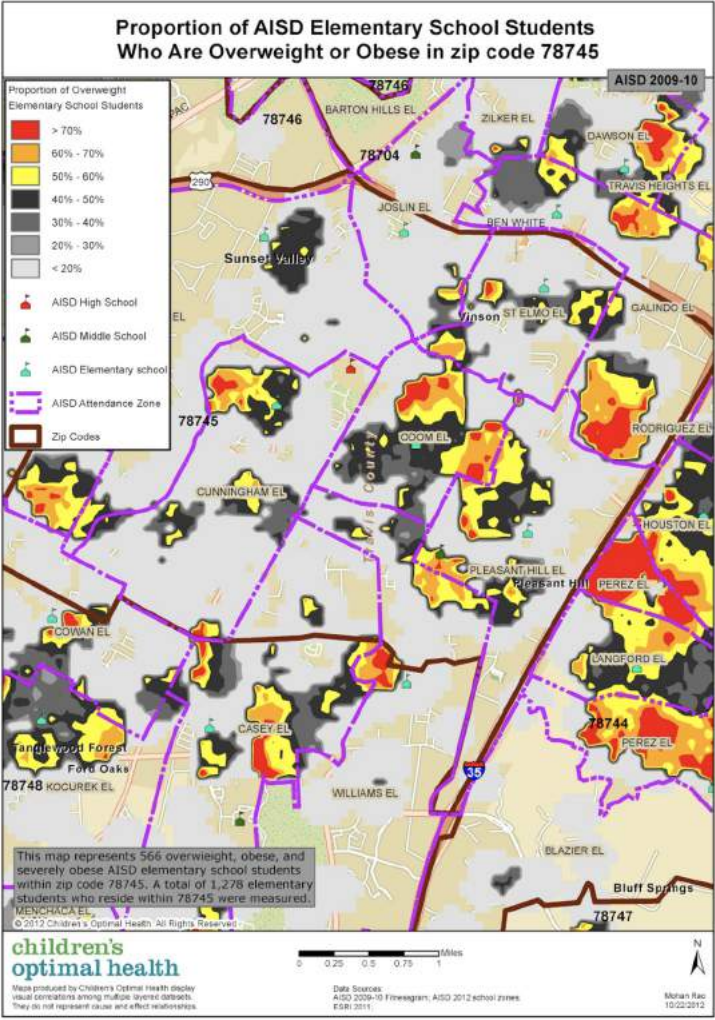 Proportion of AISD Elementary School Students
Who Are Overweight or Obese in zip code 78745
AISD 2009-10
Proportion of Overweight
Elementary School Students
> 70%
60% - 70%
50% - 60%
40% - 50%
30% - 40%
20% - 30%
< 20%
AISD High School
AISD Middle School
AISD Elementary school
AISD Attendance Zone
Zip Codes
78746
BARTON HILLS EL
78746
ZILKER EL
DAWSON EL
78704
290
TRAVIS HEIGHTS EL
JOSLIN EL
BEN WHITE
Sunset Valley
EL
Vinson
ST ELMO EL
GALINDO EL
78745
RODRIGUEZ EL
ODOM EL
Travis County
CUNNINGHAM EL
HOUSTON EL
PLEASANT HILL EL
Pleasant Hill
PEREZ EL
COWAN EL
LANGFORD EL
78744
CASEY EL
PEREZ EL
Tanglewood Forest
Ford Oaks
35
78748
KOCUREK EL
WILLIAMS EL
BLAZIER EL
This map represents 566 overwieight, obese, and
severely obese AISD elementary school students
within zip code 78745. A total of 1,278 elementary
students who reside within 78745 were measured.
Bluff Springs
MENCHACA EL
78747
© 2012 Children's Optimal Health. All Rights Reserved
children's
optimal health
Maps produced by Children's Optimal Health display
visual correlations among multiple layered datasets.
They do not represent cause and effect relationships.
Miles
0 0.25 0.5 0.75 1
Data Sources:
AISD 2009-10 Fitnessgram; AISD 2012 school zones;
ESRI 2011;
N
Mohan Rao
10/22/2012